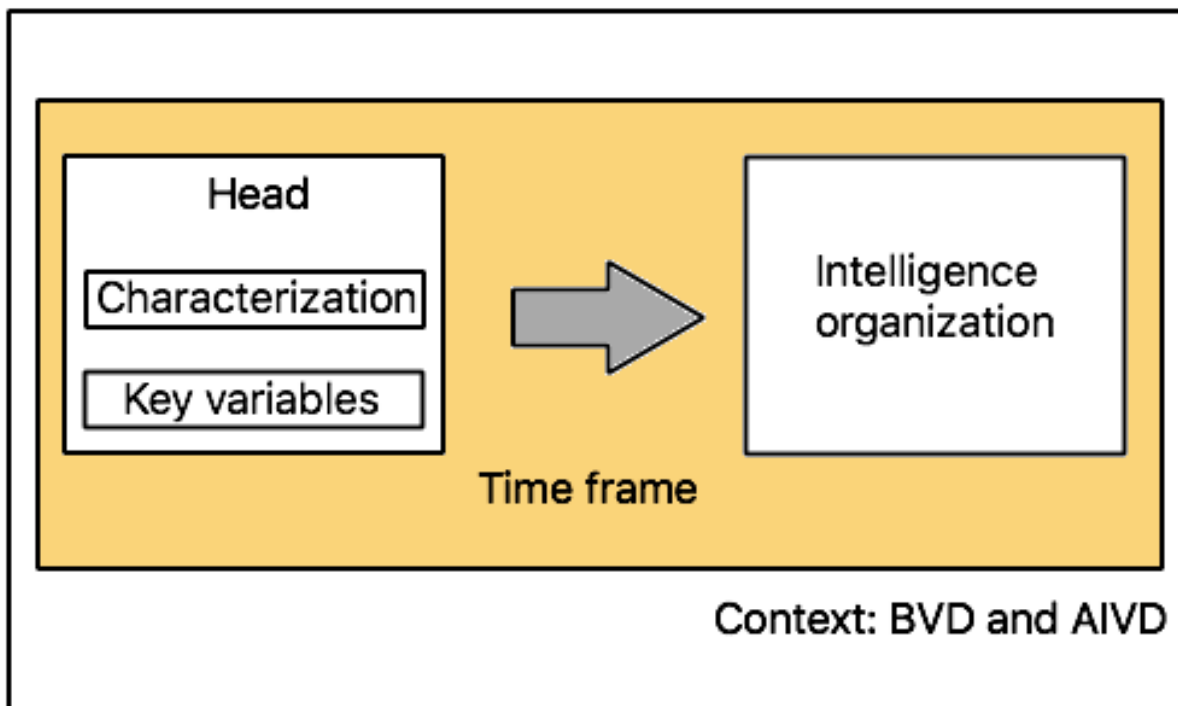 Head
Characterization
Key variables
Intelligence
organization
Time frame
Context: BVD and AIVD